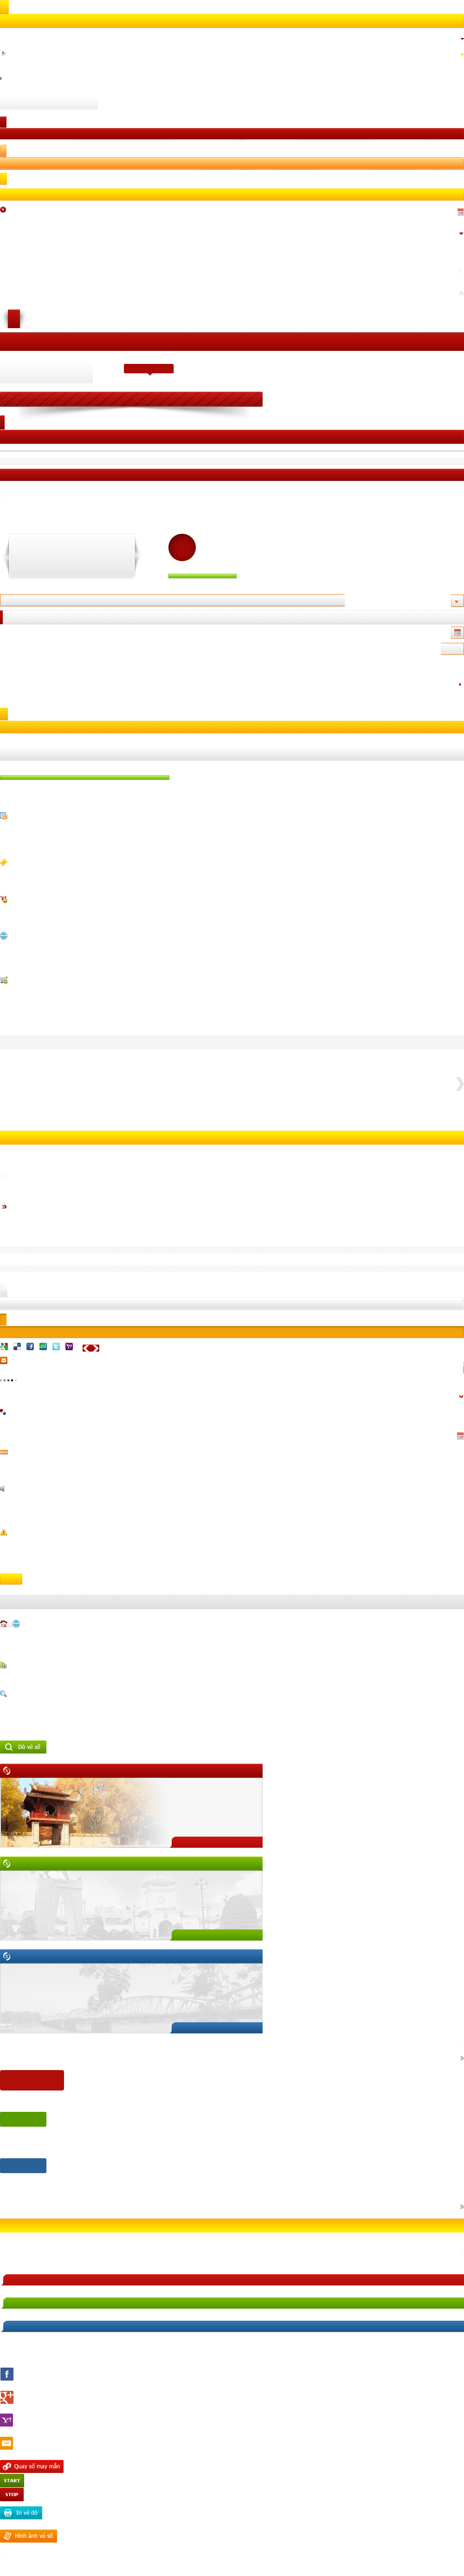 Dò vé số
Quay số may mắn
START
STOP
In vé dò
Hình ảnh vé số